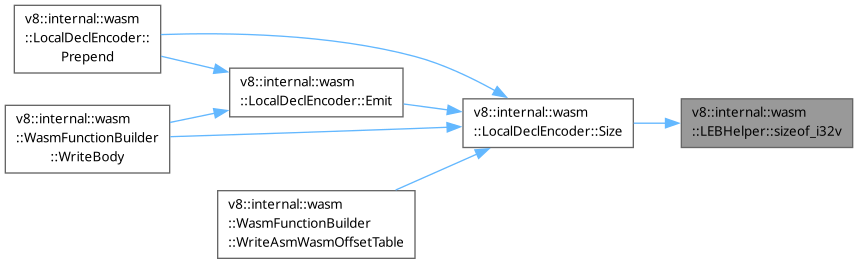 v8::internal::wasm
::LocalDeclEncoder::
Prepend
v8::internal::wasm
::LocalDeclEncoder::Emit
v8::internal::wasm
::WasmFunctionBuilder
::WriteBody
v8::internal::wasm
::LocalDeclEncoder::Size
v8::internal::wasm
::LEBHelper::sizeof_i32v
v8::internal::wasm
::WasmFunctionBuilder
::WriteAsmWasmOffsetTable